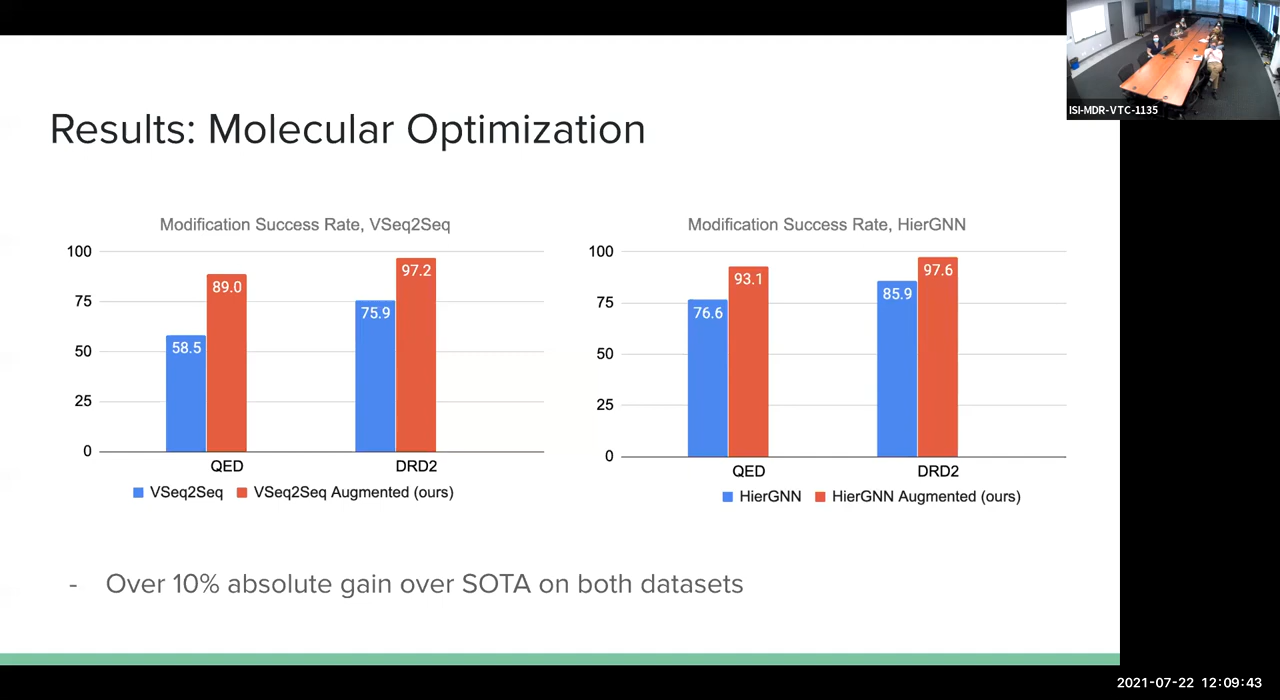 ISI-MDR-VTC-1135
Results: Molecular Optimization
Modification Success Rate, VSeq2Seq
100
75
50
25
0
58.5
89.0
75.9
97.2
QED
DRD2
VSeq2Seq
VSeq2Seq Augmented (ours)
Modification Success Rate, HierGNN
100
75
50
25
0
76.6
93.1
85.9
97.6
QED
DRD2
HierGNN
HierGNN Augmented (ours)
- Over 10% absolute gain over SOTA on both datasets
2021-07-22 12:09:43